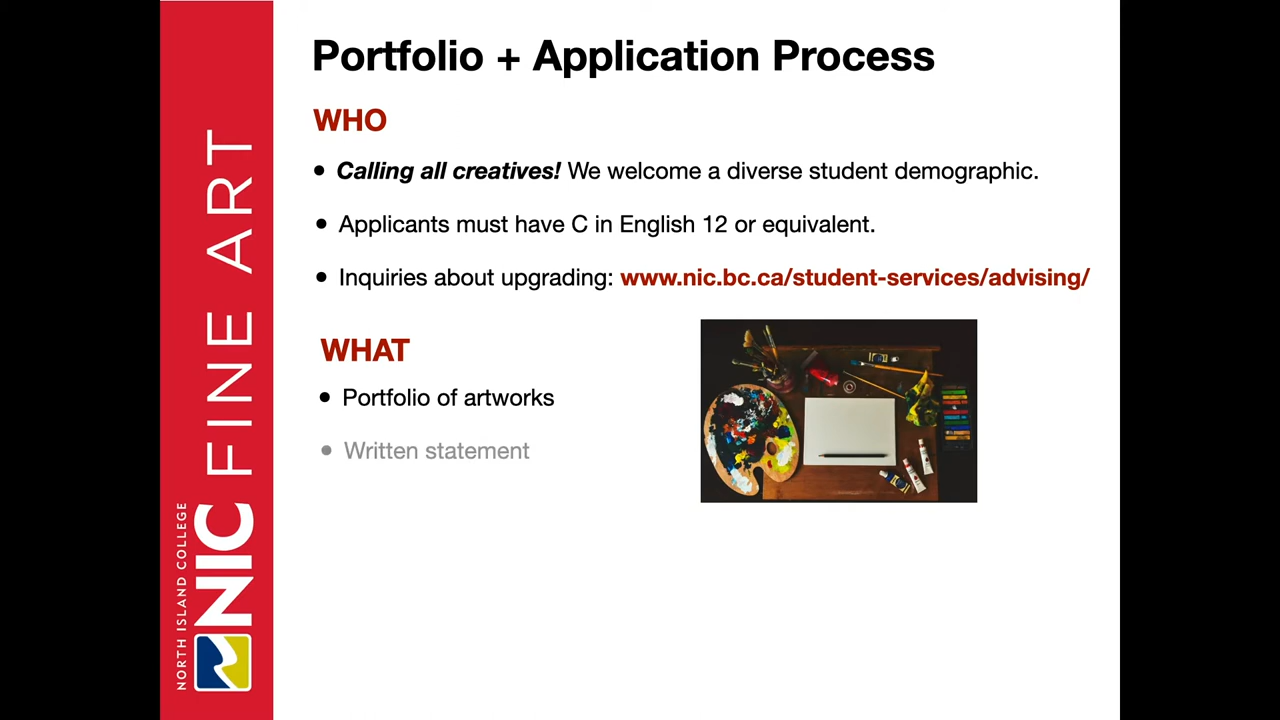 Portfolio + Application Process
WHO
• Calling all creatives! We welcome a diverse student demographic.
• Applicants must have C in English 12 or equivalent.
• Inquiries about upgrading: www.nic.bc.ca/student-services/advising/
WHAT
• Portfolio of artworks
• Written statement
NORTH ISLAND COLLEGE
NIC FINE ART